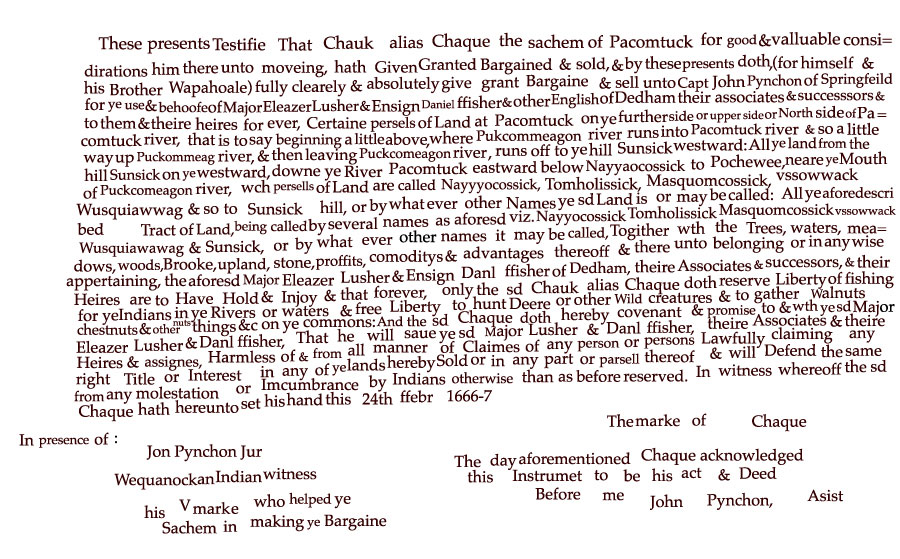 These presents Testifie That Chauk alias Chaque the sachem of Pacomtuck for good & valluable consi=
dirations him there unto moveing, hath Given Granted Bargained & sold, & by these presents doth, (for himself &
his Brother Wapahoale) fully clearely & absolutely give grant Bargaine & sell unto Capt John Pynchon of Springfeild
for ye use & behoofe of Major Eleazer Lusher & Ensign Daniel ffisher & other English of Dedham their associates & successsors &
to them & theire heires for ever, Certaine persels of Land at Pacomtuck on ye further side or upper side or North side of Pa=
comtuck river, that is to say beginning a little above, where Pukcommeagon river runs into Pacomtuck river & so a little
way up Puckommeag river, & then leaving Puckcomeagon river, runs off to ye hill Sunsick westward: All ye land from the
hill Sunsick on ye westward, downe ye River Pacomtuck eastward below Nayyaocossick to Pochewee, neare ye Mouth
of Puckcomeagon river, wch persells of Land are called Nayyyocossick, Tomholissick, Masquomcossick, vssowwack
Wusquiawwag & so to Sunsick hill, or by what ever other Names ye sd Land is or may be called: All ye aforedescri
bed Tract of Land, being called by several names as aforesd viz. Nayyocossick Tomholissick Masquomcossick vssowwack
Wusquiawawag & Sunsick, or by what ever other names it may be called, Togither wth the Trees, waters, mea=
dows, woods, Brooke, upland, stone, proffits, comoditys & advantages thereoff & there unto belonging or in any wise
appertaining, the aforesd Major Eleazer Lusher & Ensign Danl ffisher of Dedham, theire Associates & successors, & their
Heires are to Have Hold & Injoy & that forever, only the sd Chauk alias Chaque doth reserve Liberty of fishing
for ye Indians in ye Rivers or waters & free Liberty to hunt Deere or other Wild creatures & to gather walnuts
chestnuts & other nuts things &c on ye commons: And the sd Chaque doth hereby covenant & promise to & wth ye sd Major
Eleazer Lusher & Danl ffisher, That he will saue ye sd Major Lusher & Danl ffisher, theire Associates & theire
Heires & assignes, Harmless of & from all manner of Claimes of any person or persons Lawfully claiming any
right Title or Interest in any of ye lands hereby Sold or in any part or parsell thereof & will Defend the same
from any molestation or Imcumbrance by Indians otherwise than as before reserved. In witness whereoff the sd
Chaque hath hereunto set his hand this 24th ffebr 1666-7
The marke of Chaque
In presence of :
Jon Pynchon Jur
Wequanockan Indian witness
his V marke who helped ye
Sachem in making ye Bargaine
The day aforementioned Chaque acknowledged
this Instrumet to be his act & Deed
Before me John Pynchon, Asist